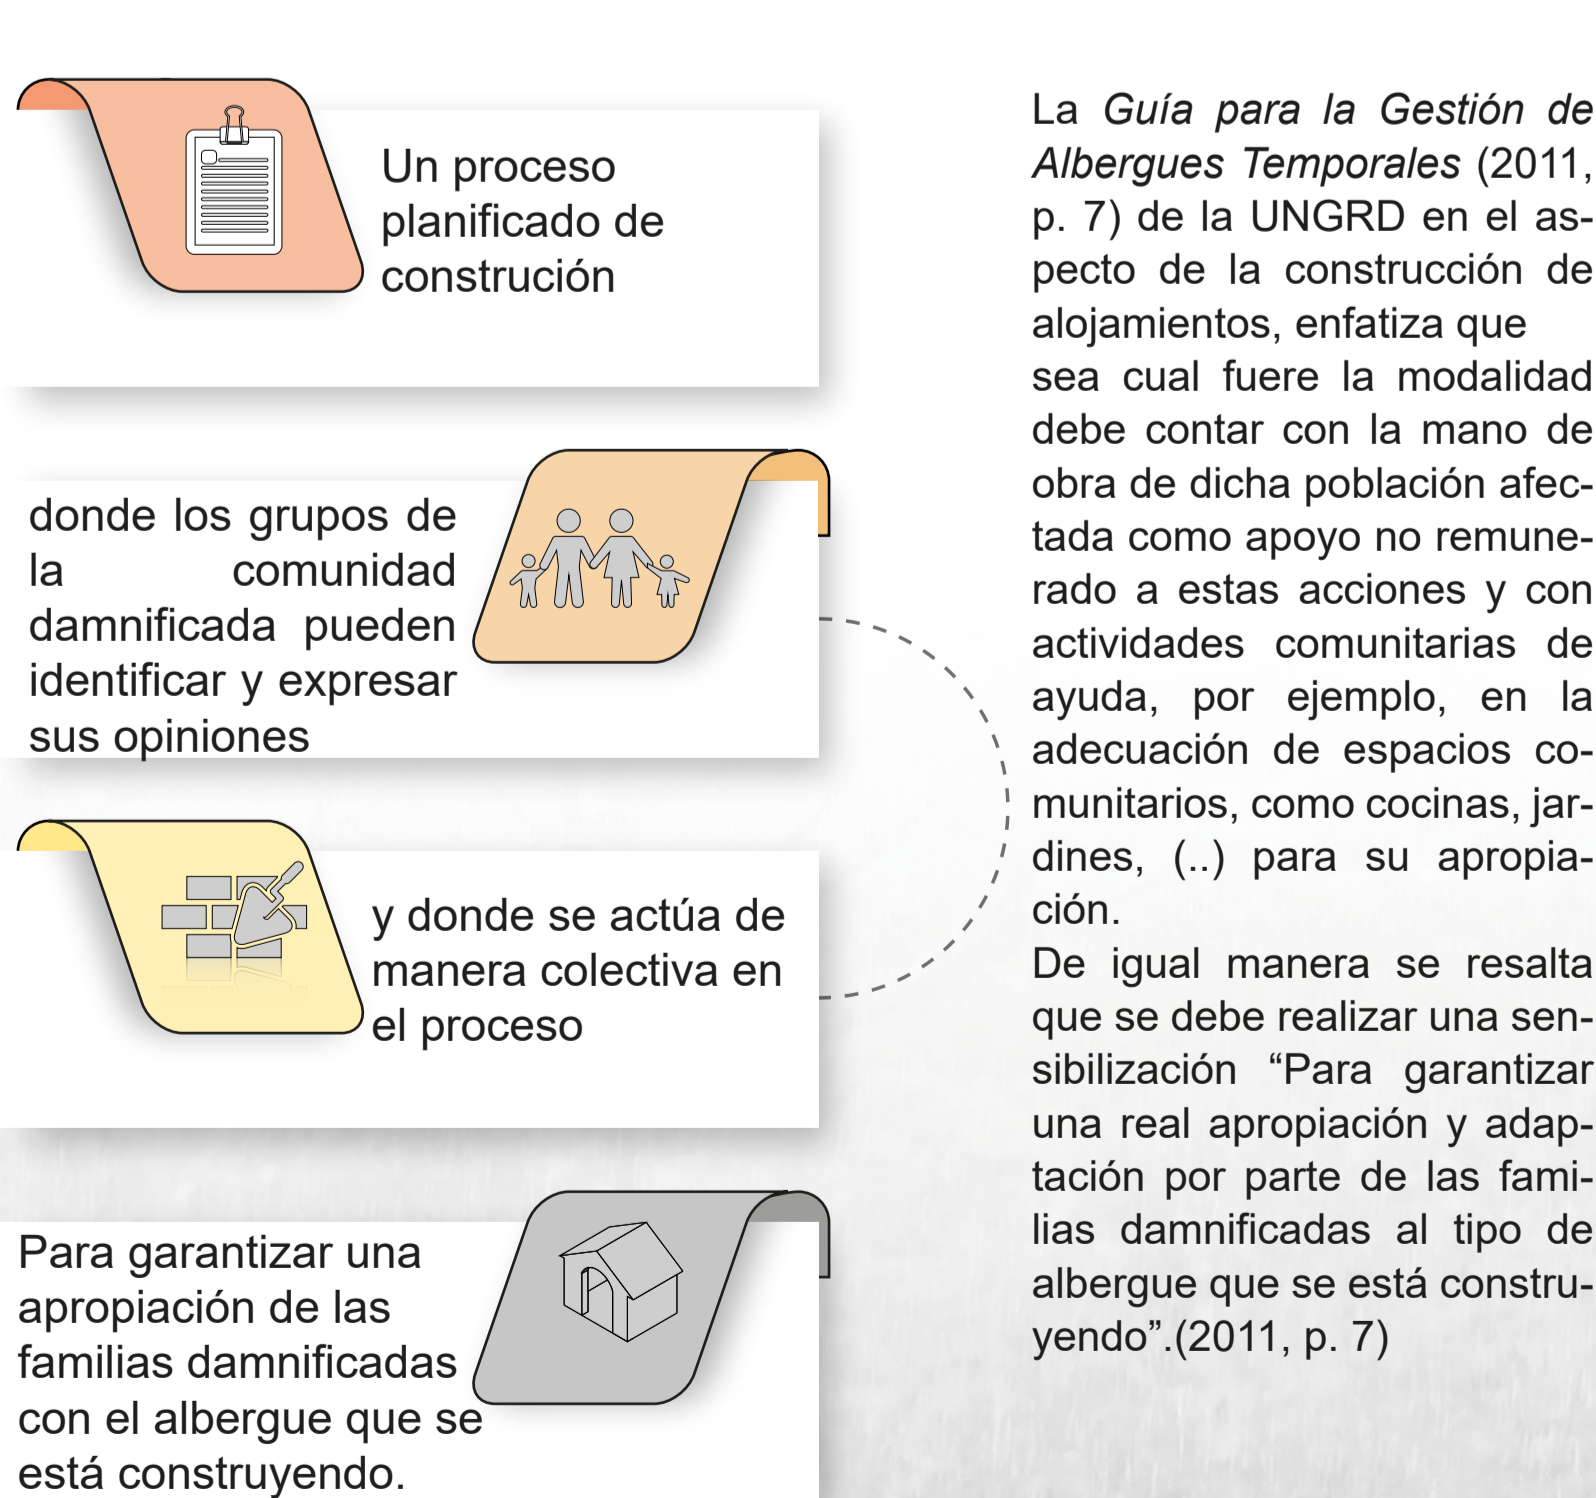 Un proceso
planificado de
construción
donde los grupos de
la comunidad
damnificada pueden
identificar y expresar
sus opiniones
y donde se actúa de
manera colectiva en
el proceso
Para garantizar una
apropiación de las
familias damnificadas
con el albergue que se
está construyendo.
La Guía para la Gestión de
Albergues Temporales (2011,
p. 7) de la UNGRD en el as-
pecto de la construcción de
alojamientos, enfatiza que
sea cual fuere la modalidad
debe contar con la mano de
obra de dicha población afec-
tada como apoyo no remune-
rado a estas acciones y con
actividades comunitarias de
ayuda, por ejemplo, en la
adecuación de espacios co-
munitarios, como cocinas, jar-
dines, (..) para su apropia-
ción.
De igual manera se resalta
que se debe realizar una sen-
sibilización “Para garantizar
una real apropiación y adap-
tación por parte de las fami-
lias damnificadas al tipo de
albergue que se está constru-
yendo”.(2011, p. 7)